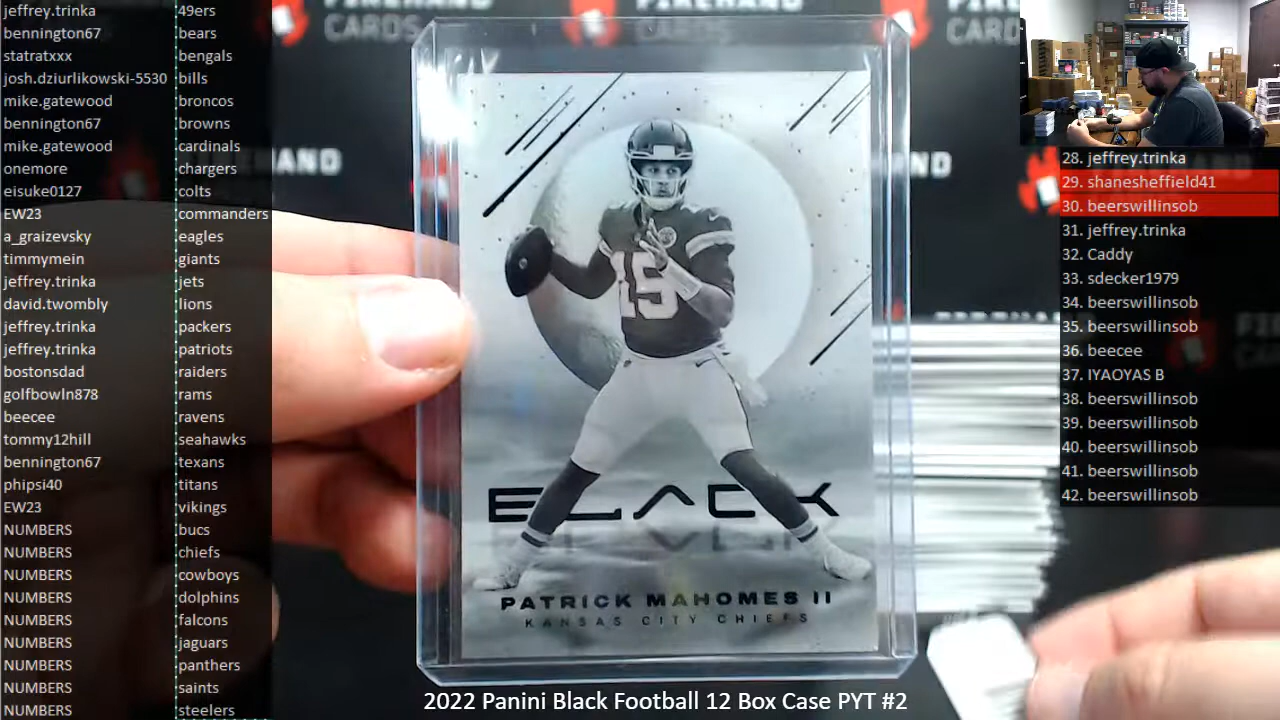 jeffrey.trinka 49ers
bennington67 bears
statratxxx bengals
josh.dziurlikowski-5530 bills
mike.gatewood broncos
bennington67 browns
mike.gatewood cardinals
onemore chargers
eisuke0127 colts
EW23 commanders
a_graizevsky eagles
timmymein giants
jeffrey.trinka jets
david.twombly lions
jeffrey.trinka packers
jeffrey.trinka patriots
bostonsdad raiders
golfbowln878 rams
beecee ravens
tommy12hill seahawks
bennington67 texans
phipsi40 titans
EW23 vikings
NUMBERS bucs
NUMBERS chiefs
NUMBERS cowboys
NUMBERS dolphins
NUMBERS falcons
NUMBERS jaguars
NUMBERS panthers
NUMBERS saints
NUMBERS steelers
FIREHAND
CARDS
15
BLACK
PATRICK MAHOMES II
KANSAS CITY CHIEFS
2022 Panini Black Football 12 Box Case PYT #2
28. jeffrey.trinka
29. shanesheffield41
30. beerswillinsob
31. jeffrey.trinka
32. Caddy
33. sdecker1979
34. beerswillinsob
35. beerswillinsob
36. beecee
37. IYAOYAS B
38. beerswillinsob
39. beerswillinsob
40. beerswillinsob
41. beerswillinsob
42. beerswillinsob